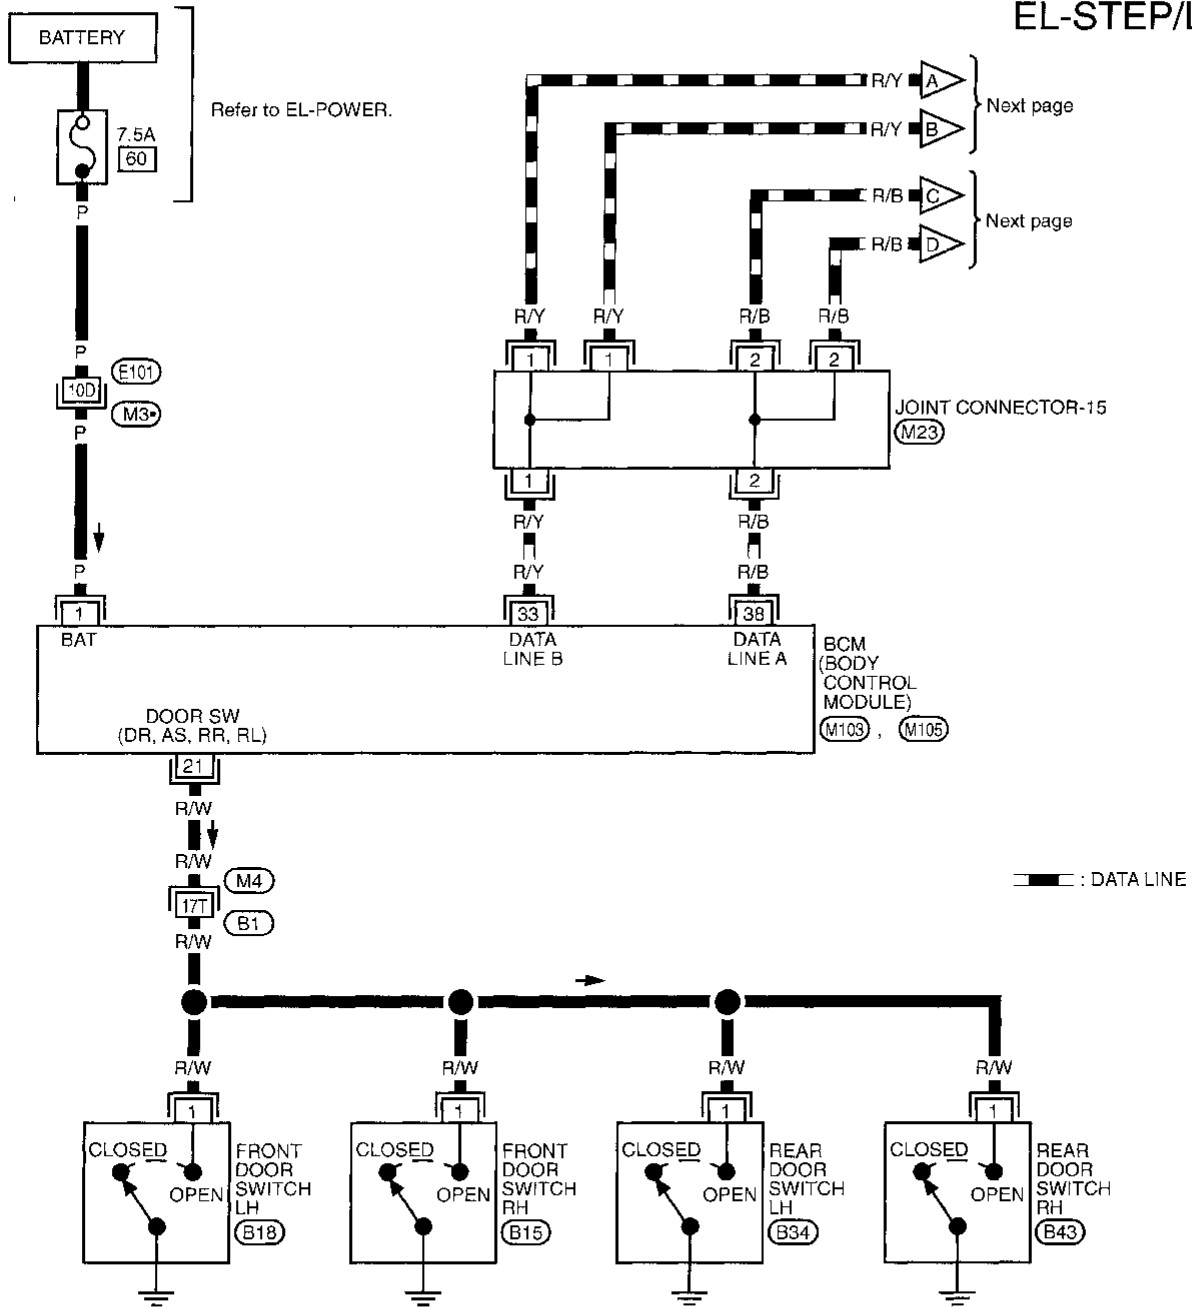 EL-STEP/L
BATTERY
Refer to EL-POWER.
7.5A
60
P
P
10D
E101
M3
P
P
1
BAT
R/Y A
R/Y B
Next page
R/B C
R/B D
Next page
R/Y R/Y R/B R/B
1 1 2 2
JOINT CONNECTOR-15
M23
1 2
R/Y R/B
R/Y R/B
33 38
DATA LINE B
DATA LINE A
BCM
(BODY
CONTROL
MODULE)
M103 , M105
DOOR SW
(DR, AS, RR, RL)
21
R/W
R/W
M4
17T
B1
R/W
: DATA LINE
R/W R/W R/W R/W
1 1 1 1
CLOSED
OPEN
FRONT
DOOR
SWITCH
LH
B18
CLOSED
OPEN
FRONT
DOOR
SWITCH
RH
B15
CLOSED
OPEN
REAR
DOOR
SWITCH
LH
B34
CLOSED
OPEN
REAR
DOOR
SWITCH
RH
B43